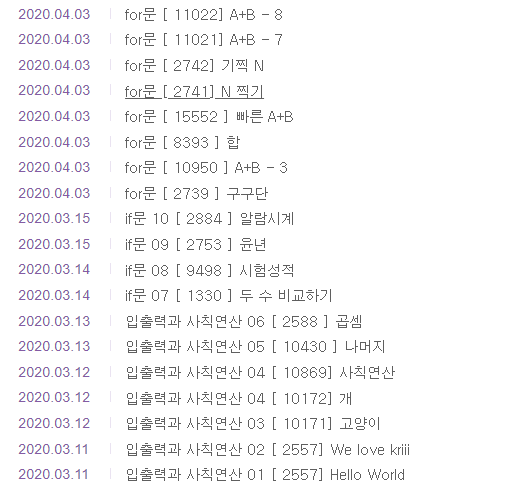 2020.04.03 for문 [ 11022] A+B - 8
2020.04.03 for문 [ 11021] A+B - 7
2020.04.03 for문 [ 2742] 기찍 N
2020.04.03 for문 [ 2741] N 찍기
2020.04.03 for문 [ 15552 ] 빠른 A+B
2020.04.03 for문 [ 8393 ] 합
2020.04.03 for문 [ 10950 ] A+B - 3
2020.04.03 for문 [ 2739 ] 구구단
2020.03.15 if문 10 [ 2884 ] 알람시계
2020.03.15 if문 09 [ 2753 ] 윤년
2020.03.14 if문 08 [ 9498 ] 시험성적
2020.03.14 if문 07 [ 1330 ] 두 수 비교하기
2020.03.13 입출력과 사칙연산 06 [ 2588 ] 곱셈
2020.03.13 입출력과 사칙연산 05 [ 10430 ] 나머지
2020.03.12 입출력과 사칙연산 04 [ 10869] 사칙연산
2020.03.12 입출력과 사칙연산 04 [ 10172] 개
2020.03.12 입출력과 사칙연산 03 [ 10171] 고양이
2020.03.11 입출력과 사칙연산 02 [ 2557] We love kriii
2020.03.11 입출력과 사칙연산 01 [ 2557] Hello World